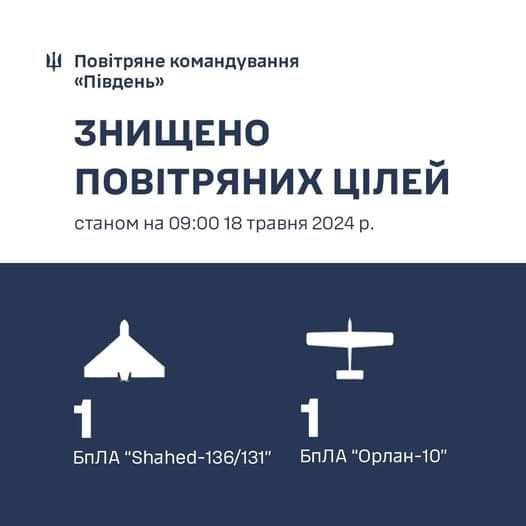 Повітряне командування
«Південь»
ЗНИЩЕНО
ПОВІТРЯНИХ ЦІЛЕЙ
станом на 09:00 18 травня 2024 р.
1
БпЛА "Shahed-136/131"
1
БпЛА "Орлан-10"